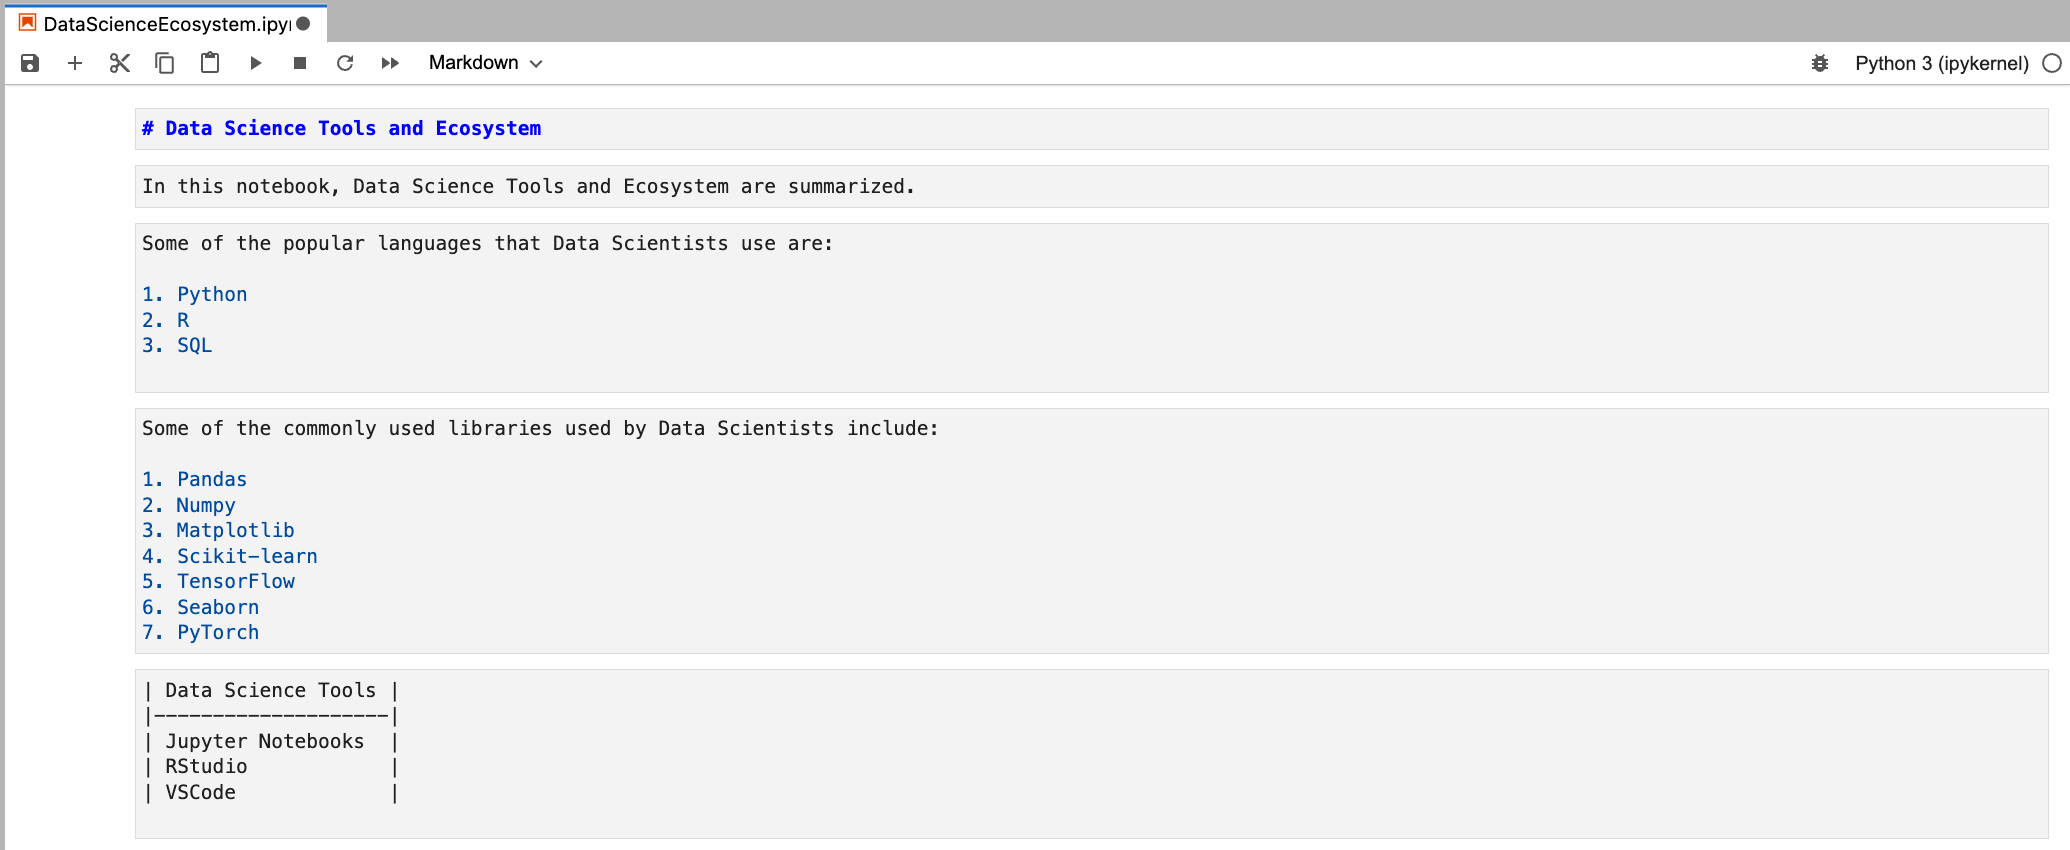 DataScienceEcosystem.ipyn
Markdown
Python 3 (ipykernel)
# Data Science Tools and Ecosystem
In this notebook, Data Science Tools and Ecosystem are summarized.
Some of the popular languages that Data Scientists use are:
1. Python
2. R
3. SQL
Some of the commonly used libraries used by Data Scientists include:
1. Pandas
2. Numpy
3. Matplotlib
4. Scikit-learn
5. TensorFlow
6. Seaborn
7. PyTorch
| Data Science Tools |
|--------------------|
| Jupyter Notebooks  |
| RStudio            |
| VSCode             |